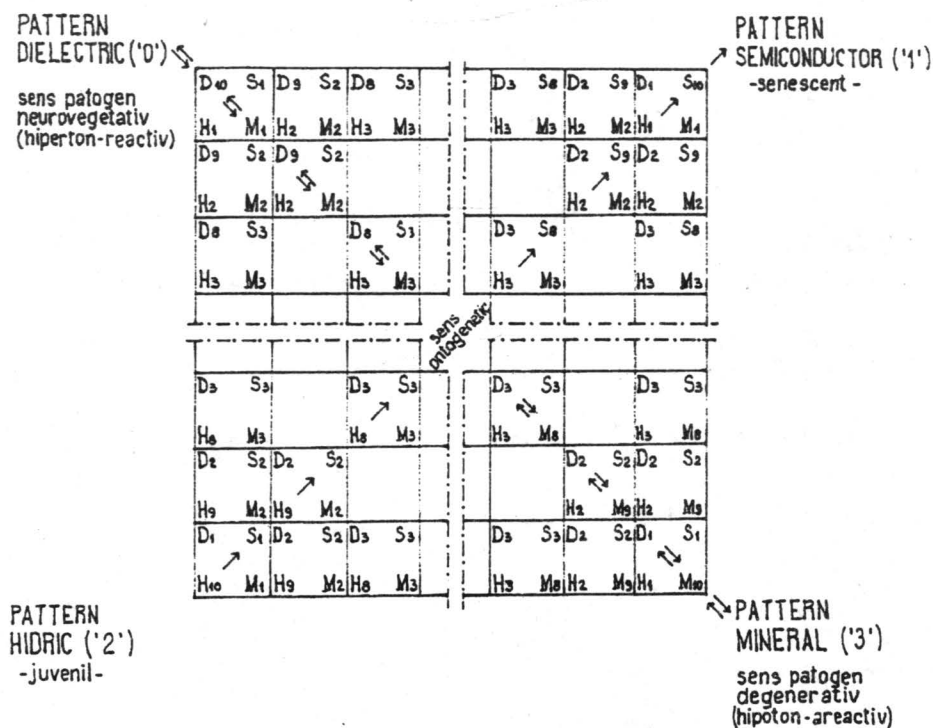 PATTERN
DIELECTRIC ('0')
sens patogen
neurovegetativ
(hiperton-reactiv)
PATTERN
SEMICONDUCTOR ('1')
-senescent-
D10 S1 D9 S2 D8 S3 D3 S8 D2 S9 D1 S10
H1 M1 H2 M2 H3 M3 H3 M3 H2 M2 H1 M1
D9 S2 D9 S2 D2 S9 D2 S9
H2 M2 H2 M2 H2 M2 H2 M2
D8 S3 D8 S3 D3 S8 D3 S8
H3 M3 H3 M3 H3 M3 H3 M3
sens
ontogenetic
D3 S3 D3 S3 D3 S3 D3 S3
H8 M3 H8 M3 H3 M8 H3 M8
D2 S2 D2 S2 D2 S2 D2 S2
H9 M2 H9 M2 H2 M9 H2 M9
D1 S1 D2 S2 D3 S3 D3 S3 D2 S2 D1 S1
H10 M1 H9 M2 H8 M3 H3 M8 H2 M9 H1 M10
PATTERN
HIDRIC ('2')
-juvenil-
PATTERN
MINERAL ('3')
sens patogen
degenerativ
(hipoton-areactiv)